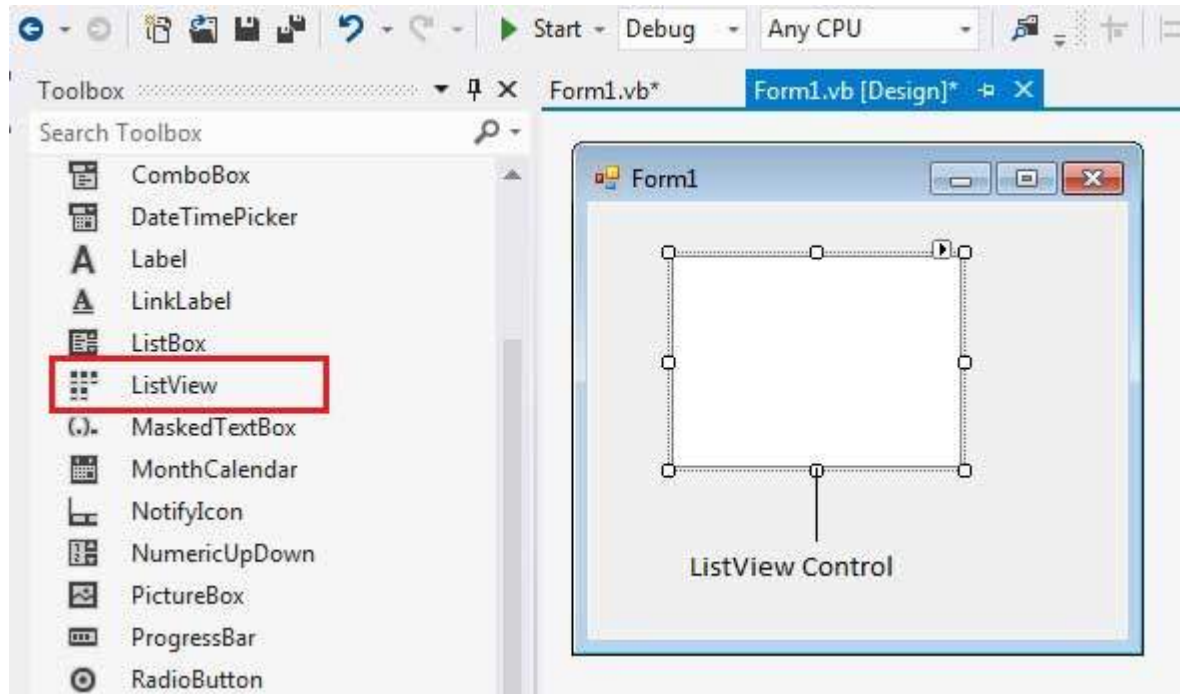 Start
Debug
Any CPU
Toolbox
Form1.vb*
Form1.vb [Design]*
Search Toolbox
ComboBox
DateTimePicker
Label
LinkLabel
ListBox
ListView
MaskedTextBox
MonthCalendar
NotifyIcon
NumericUpDown
PictureBox
ProgressBar
RadioButton
Form1
ListView Control